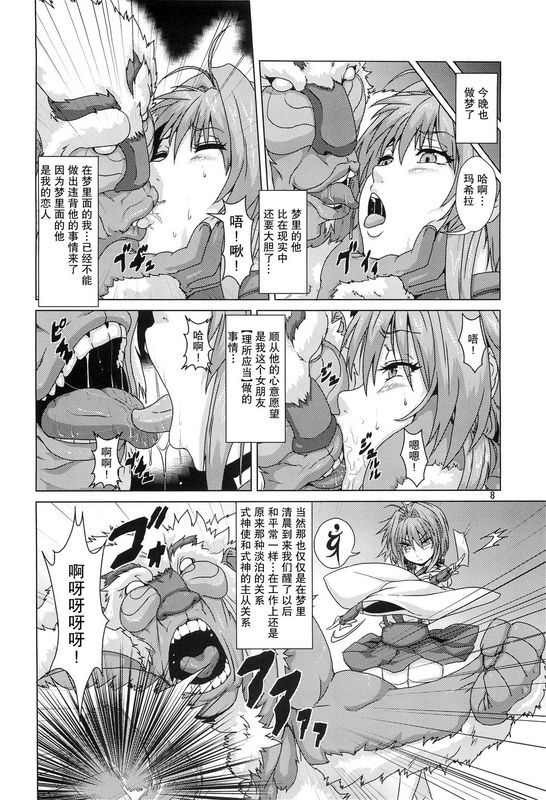 今晚也
做梦了
哈啊…
玛希拉
梦里的他
比在现实中
还要大胆了…
唔！啾！
在梦里面的我…已经不能
做出违背他的事情来了
因为梦里面的他
是我的恋人
唔！
嗯嗯！
顺从他的心意愿望
是我这个女朋友
【理所应当】做的
事情…
哈啊！
8
当然那也仅仅是在梦里
清晨到来我们醒了以后
和平常一样…在工作上还是
原来那种淡泊的关系
式神使和式神的主从关系
啊呀呀呀呀！